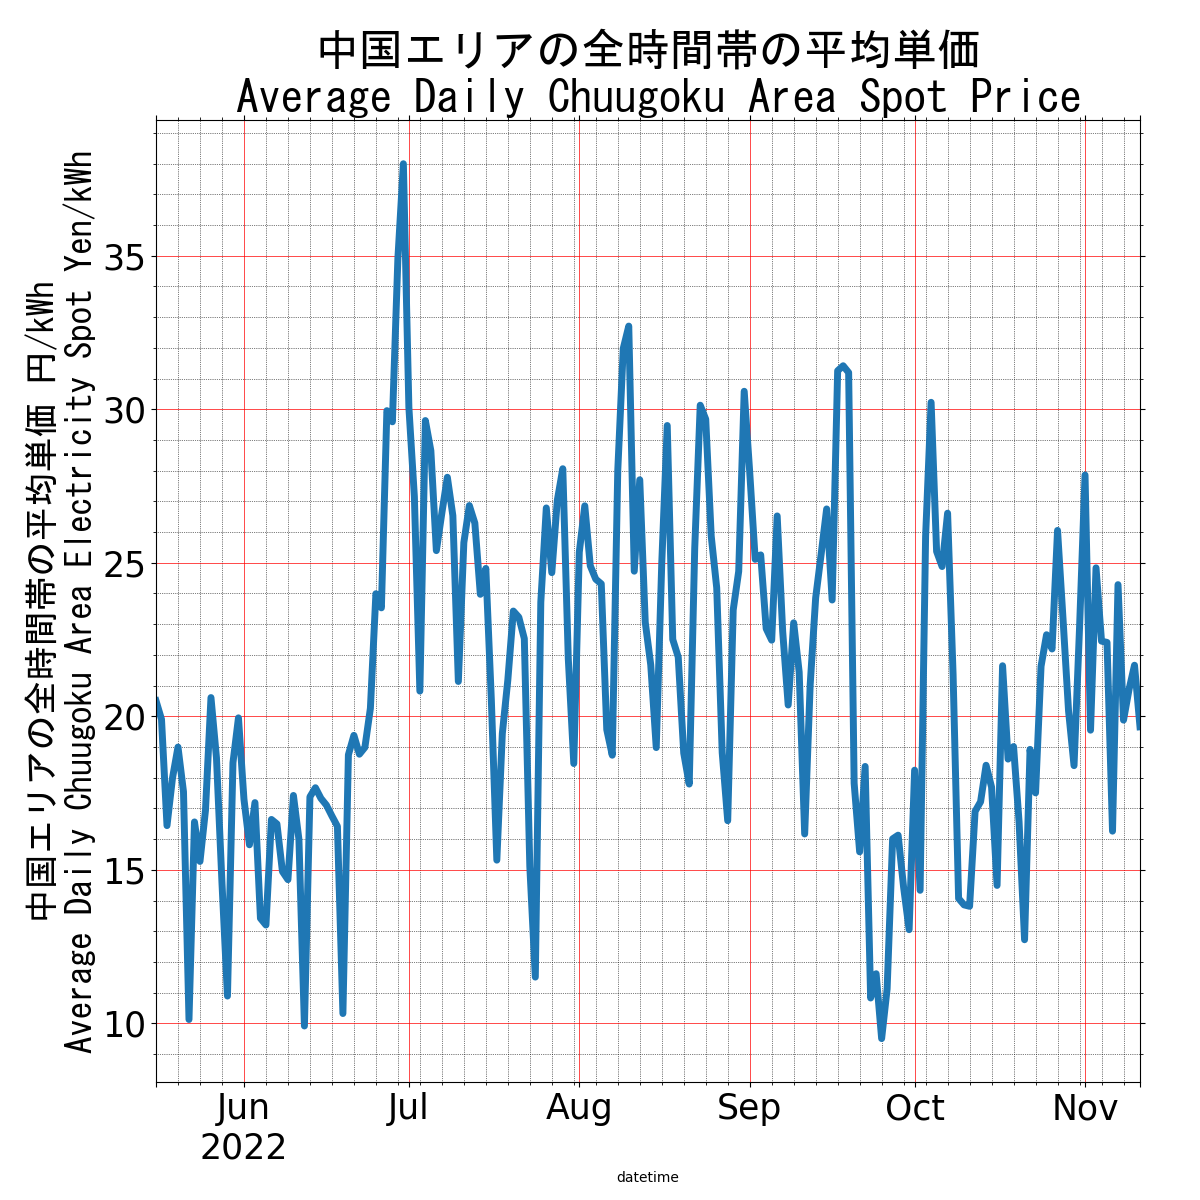 中国エリアの全時間帯の平均単価
Average Daily Chuugoku Area Spot Price
中国エリアの全時間帯の平均単価 円/kWh
Average Daily Chuugoku Area Electricity Spot Yen/kWh
35
30
25
20
15
10
Jun
2022
Jul
Aug
Sep
Oct
Nov
datetime